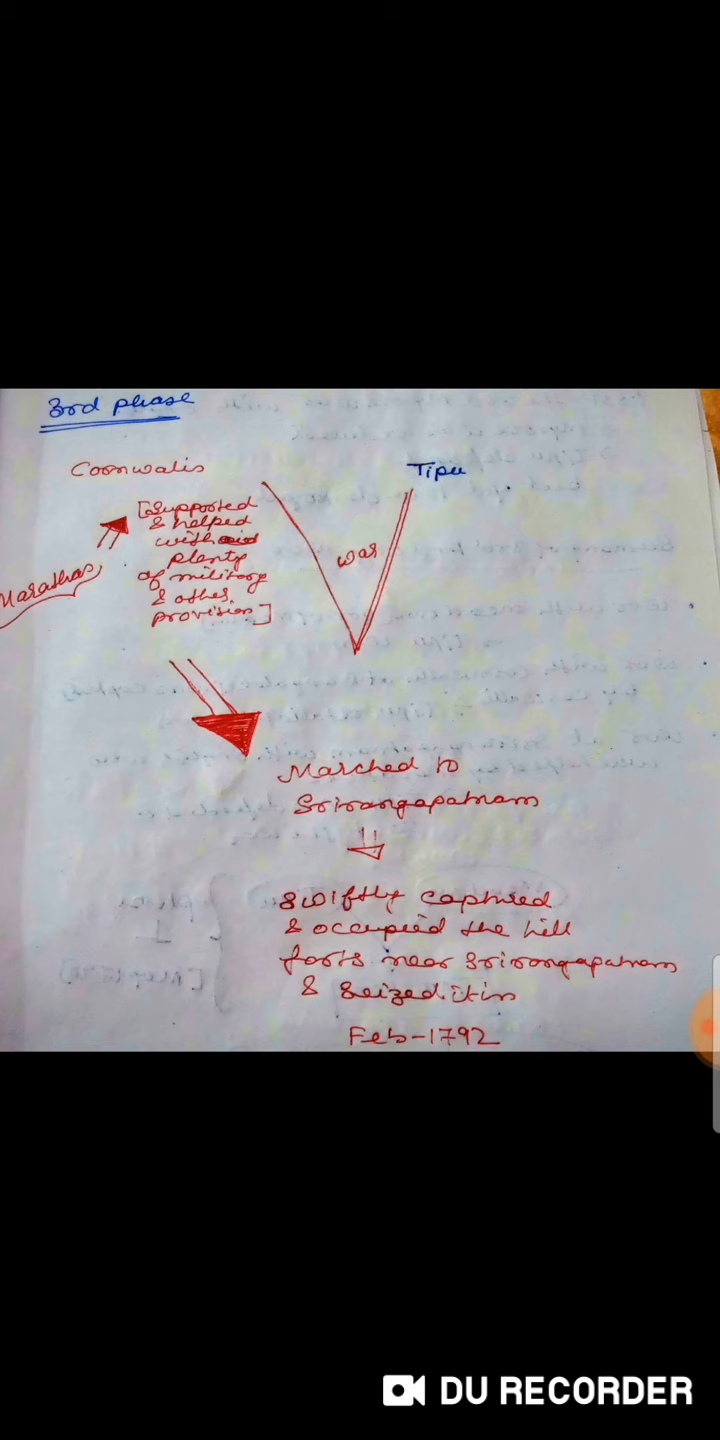 3rd phase
Coonwalis
Tipu
[Supported
& helped
with
plenty
of military
& other
provision]
Marathas
war
Marched to
Srirangapatnam
swiftly captured
& occupied the hill
forts near Srirangapatnam
& seized it in
Feb-1792
DU RECORDER